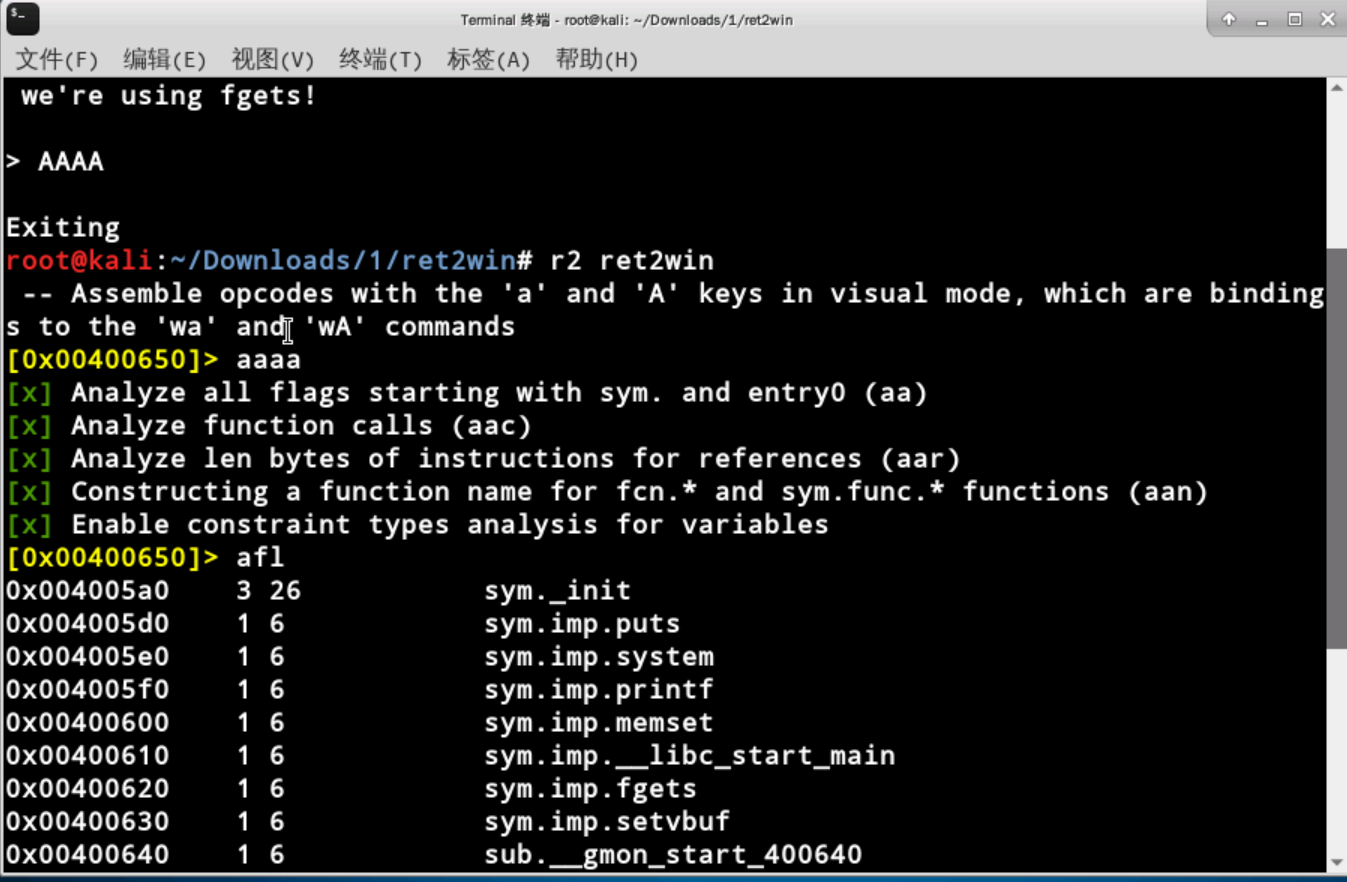 Terminal 终端 - root@kali: ~/Downloads/1/ret2win
文件(F) 编辑(E) 视图(V) 终端(T) 标签(A) 帮助(H)
we're using fgets!
> AAAA
Exiting
root@kali:~/Downloads/1/ret2win# r2 ret2win
-- Assemble opcodes with the 'a' and 'A' keys in visual mode, which are binding
s to the 'wa' and 'wA' commands
[0x00400650]> aaaa
[x] Analyze all flags starting with sym. and entry0 (aa)
[x] Analyze function calls (aac)
[x] Analyze len bytes of instructions for references (aar)
[x] Constructing a function name for fcn.* and sym.func.* functions (aan)
[x] Enable constraint types analysis for variables
[0x00400650]> afl
0x004005a0    3 26           sym._init
0x004005d0    1 6            sym.imp.puts
0x004005e0    1 6            sym.imp.system
0x004005f0    1 6            sym.imp.printf
0x00400600    1 6            sym.imp.memset
0x00400610    1 6            sym.imp.__libc_start_main
0x00400620    1 6            sym.imp.fgets
0x00400630    1 6            sym.imp.setvbuf
0x00400640    1 6            sub.__gmon_start_400640